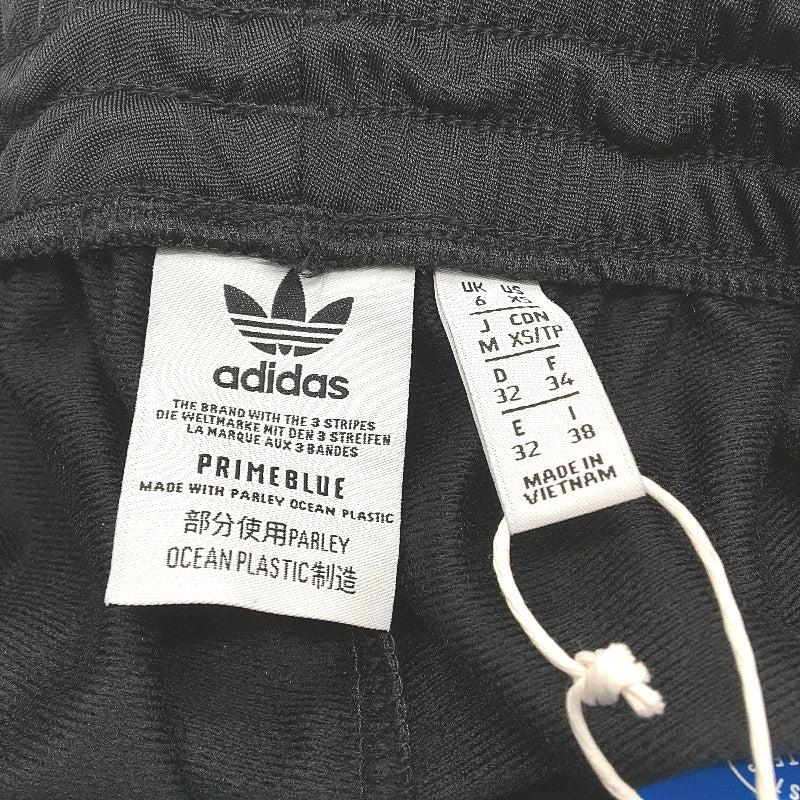 adidas
THE BRAND WITH THE 3 STRIPES
DIE WELTMARKE MIT DEN 3 STREIFEN
LA MARQUE AUX 3 BANDES
PRIMEBLUE
MADE WITH PARLEY OCEAN PLASTIC
部分使用PARLEY
OCEAN PLASTIC制造
UK US
6 XS
J CDN
M XS/TP
D F
32 34
E I
32 38
MADE IN
VIETNAM